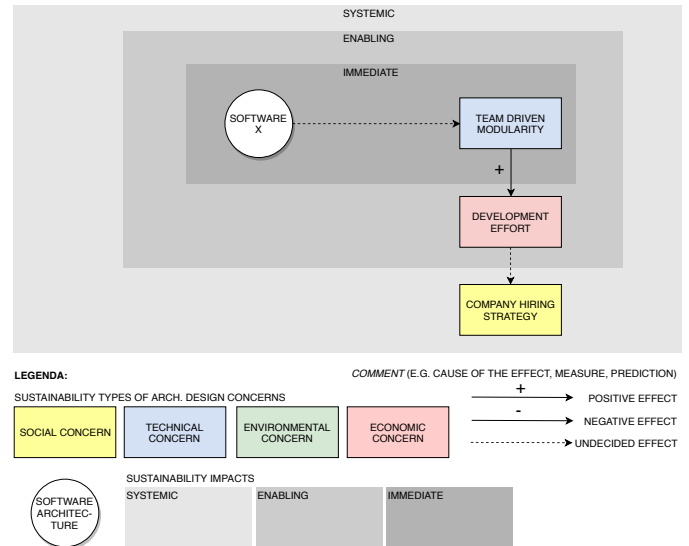 SYSTEMIC
ENABLING
IMMEDIATE
SOFTWARE
X
TEAM DRIVEN
MODULARITY
+
DEVELOPMENT
EFFORT
COMPANY HIRING
STRATEGY
LEGENDA:
COMMENT (E.G. CAUSE OF THE EFFECT, MEASURE, PREDICTION)
SUSTAINABILITY TYPES OF ARCH. DESIGN CONCERNS
SOCIAL CONCERN
TECHNICAL
CONCERN
ENVIRONMENTAL
CONCERN
ECONOMIC
CONCERN
+
POSITIVE EFFECT
-
NEGATIVE EFFECT
UNDECIDED EFFECT
SOFTWARE
ARCHITEC-
TURE
SUSTAINABILITY IMPACTS
SYSTEMIC
ENABLING
IMMEDIATE